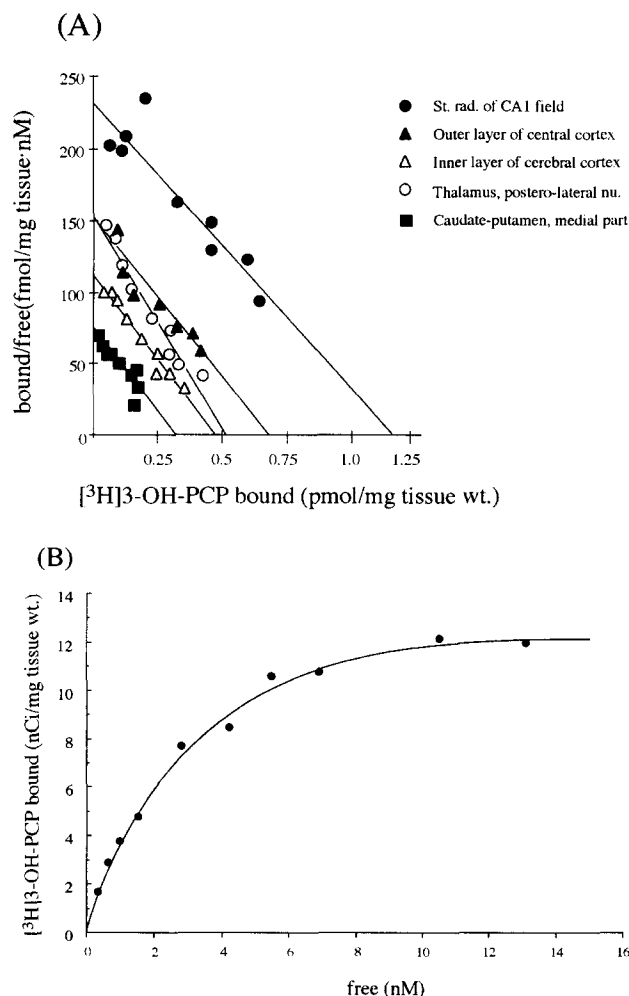 (A)
bound/free(fmol/mg tissue·nM)
250
200
150
100
50
0
0.25
0.5
0.75
1.0
1.25
[³H]3-OH-PCP bound (pmol/mg tissue wt.)
● St. rad. of CA1 field
▲ Outer layer of central cortex
△ Inner layer of cerebral cortex
○ Thalamus, postero-lateral nu.
■ Caudate-putamen, medial part
(B)
[³H]3-OH-PCP bound (nCi/mg tissue wt.)
14
12
10
8
6
4
2
0
0
2
4
6
8
10
12
14
16
free (nM)